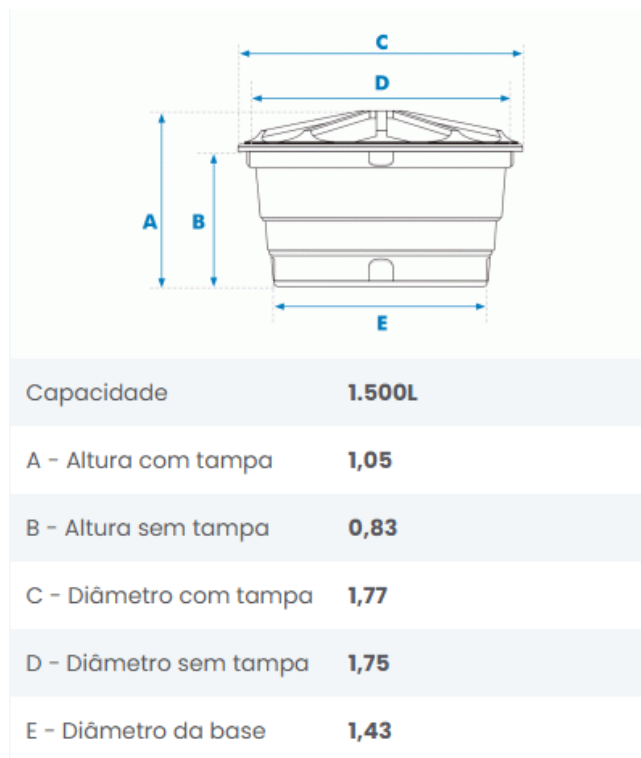 C
D
A
B
E
Capacidade 1.500L
A - Altura com tampa 1,05
B - Altura sem tampa 0,83
C - Diâmetro com tampa 1,77
D - Diâmetro sem tampa 1,75
E - Diâmetro da base 1,43